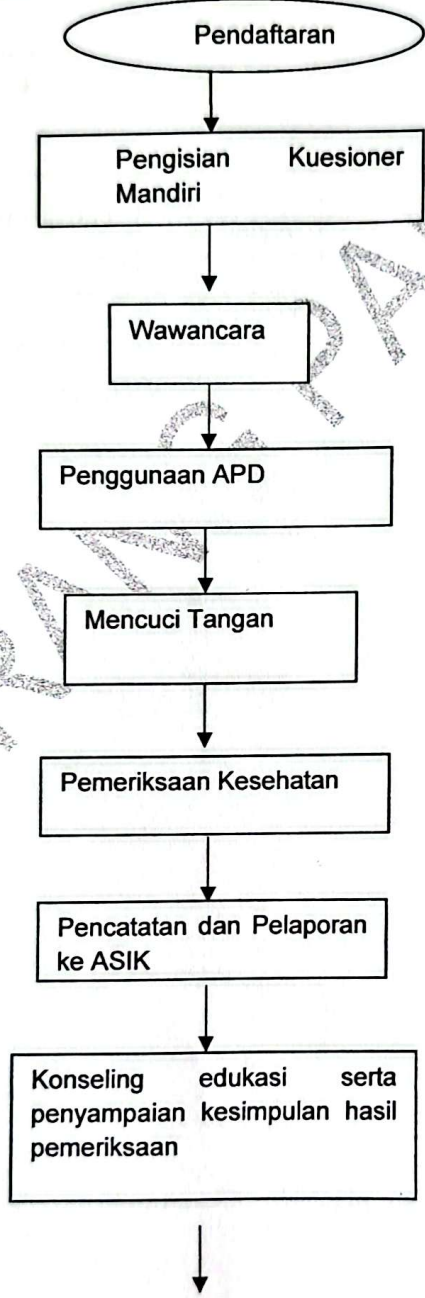 Pendaftaran
Pengisian Kuesioner
Mandiri
Wawancara
Penggunaan APD
Mencuci Tangan
Pemeriksaan Kesehatan
Pencatatan dan Pelaporan
ke ASIK
Konseling edukasi serta
penyampaian kesimpulan hasil
pemeriksaan